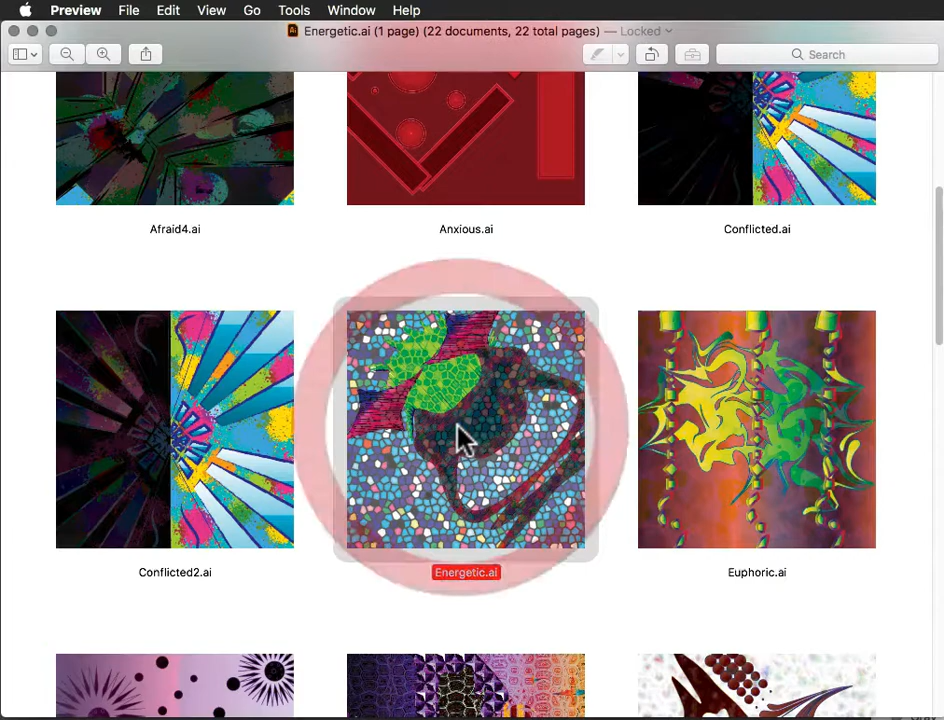 Preview File Edit View Go Tools Window Help
Energetic.ai (1 page) (22 documents, 22 total pages) — Locked
Search
Afraid4.ai
Anxious.ai
Conflicted.ai
Conflicted2.ai
Energetic.ai
Euphoric.ai